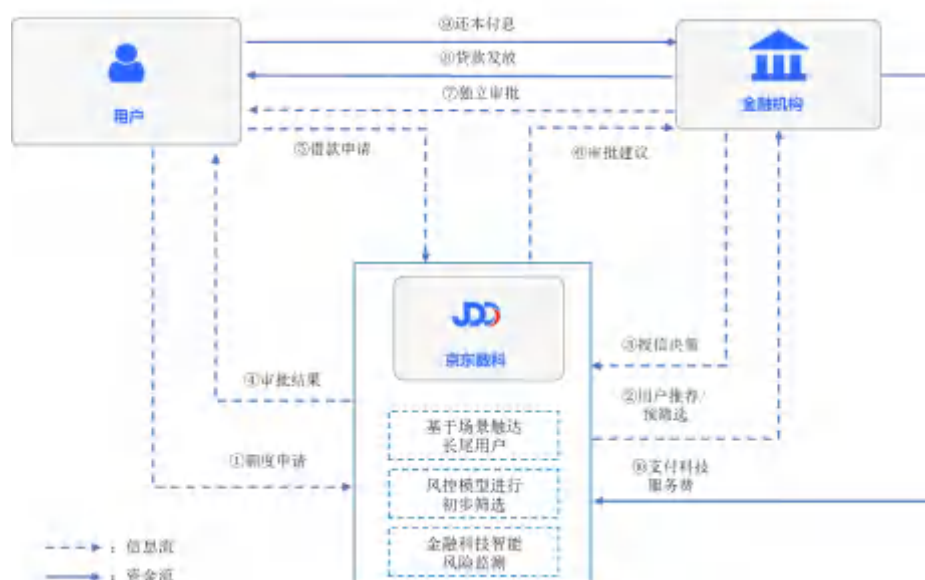 ⑨还本付息
⑧贷款发放
⑦独立审批
用户
金融机构
⑤借款申请
⑥审批建议
JDD
京东数科
③授信决策
④审批结果
②用户推荐/
预筛选
基于场景触达
长尾用户
①额度申请
⑩支付科技
服务费
风控模型进行
初步筛选
金融科技智能
风险监测
：信息流
：资金流